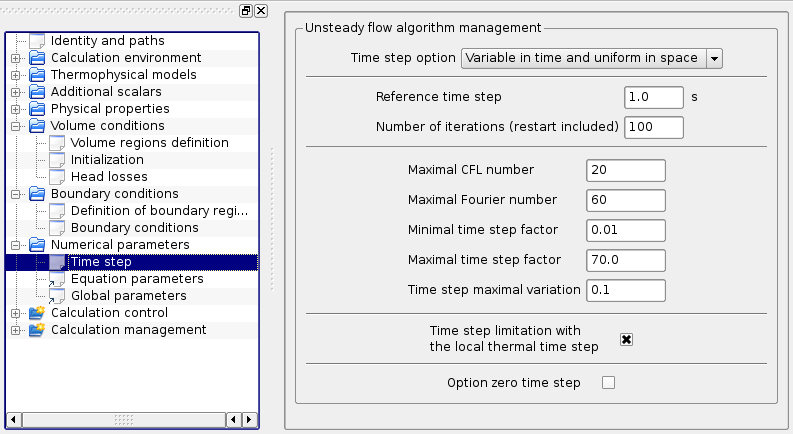 Identity and paths
Calculation environment
Thermophysical models
Additional scalars
Physical properties
Volume conditions
Volume regions definition
Initialization
Head losses
Boundary conditions
Definition of boundary regi...
Boundary conditions
Numerical parameters
Time step
Equation parameters
Global parameters
Calculation control
Calculation management
Unsteady flow algorithm management
Time step option Variable in time and uniform in space
Reference time step 1.0 s
Number of iterations (restart included) 100
Maximal CFL number 20
Maximal Fourier number 60
Minimal time step factor 0.01
Maximal time step factor 70.0
Time step maximal variation 0.1
Time step limitation with
the local thermal time step
Option zero time step